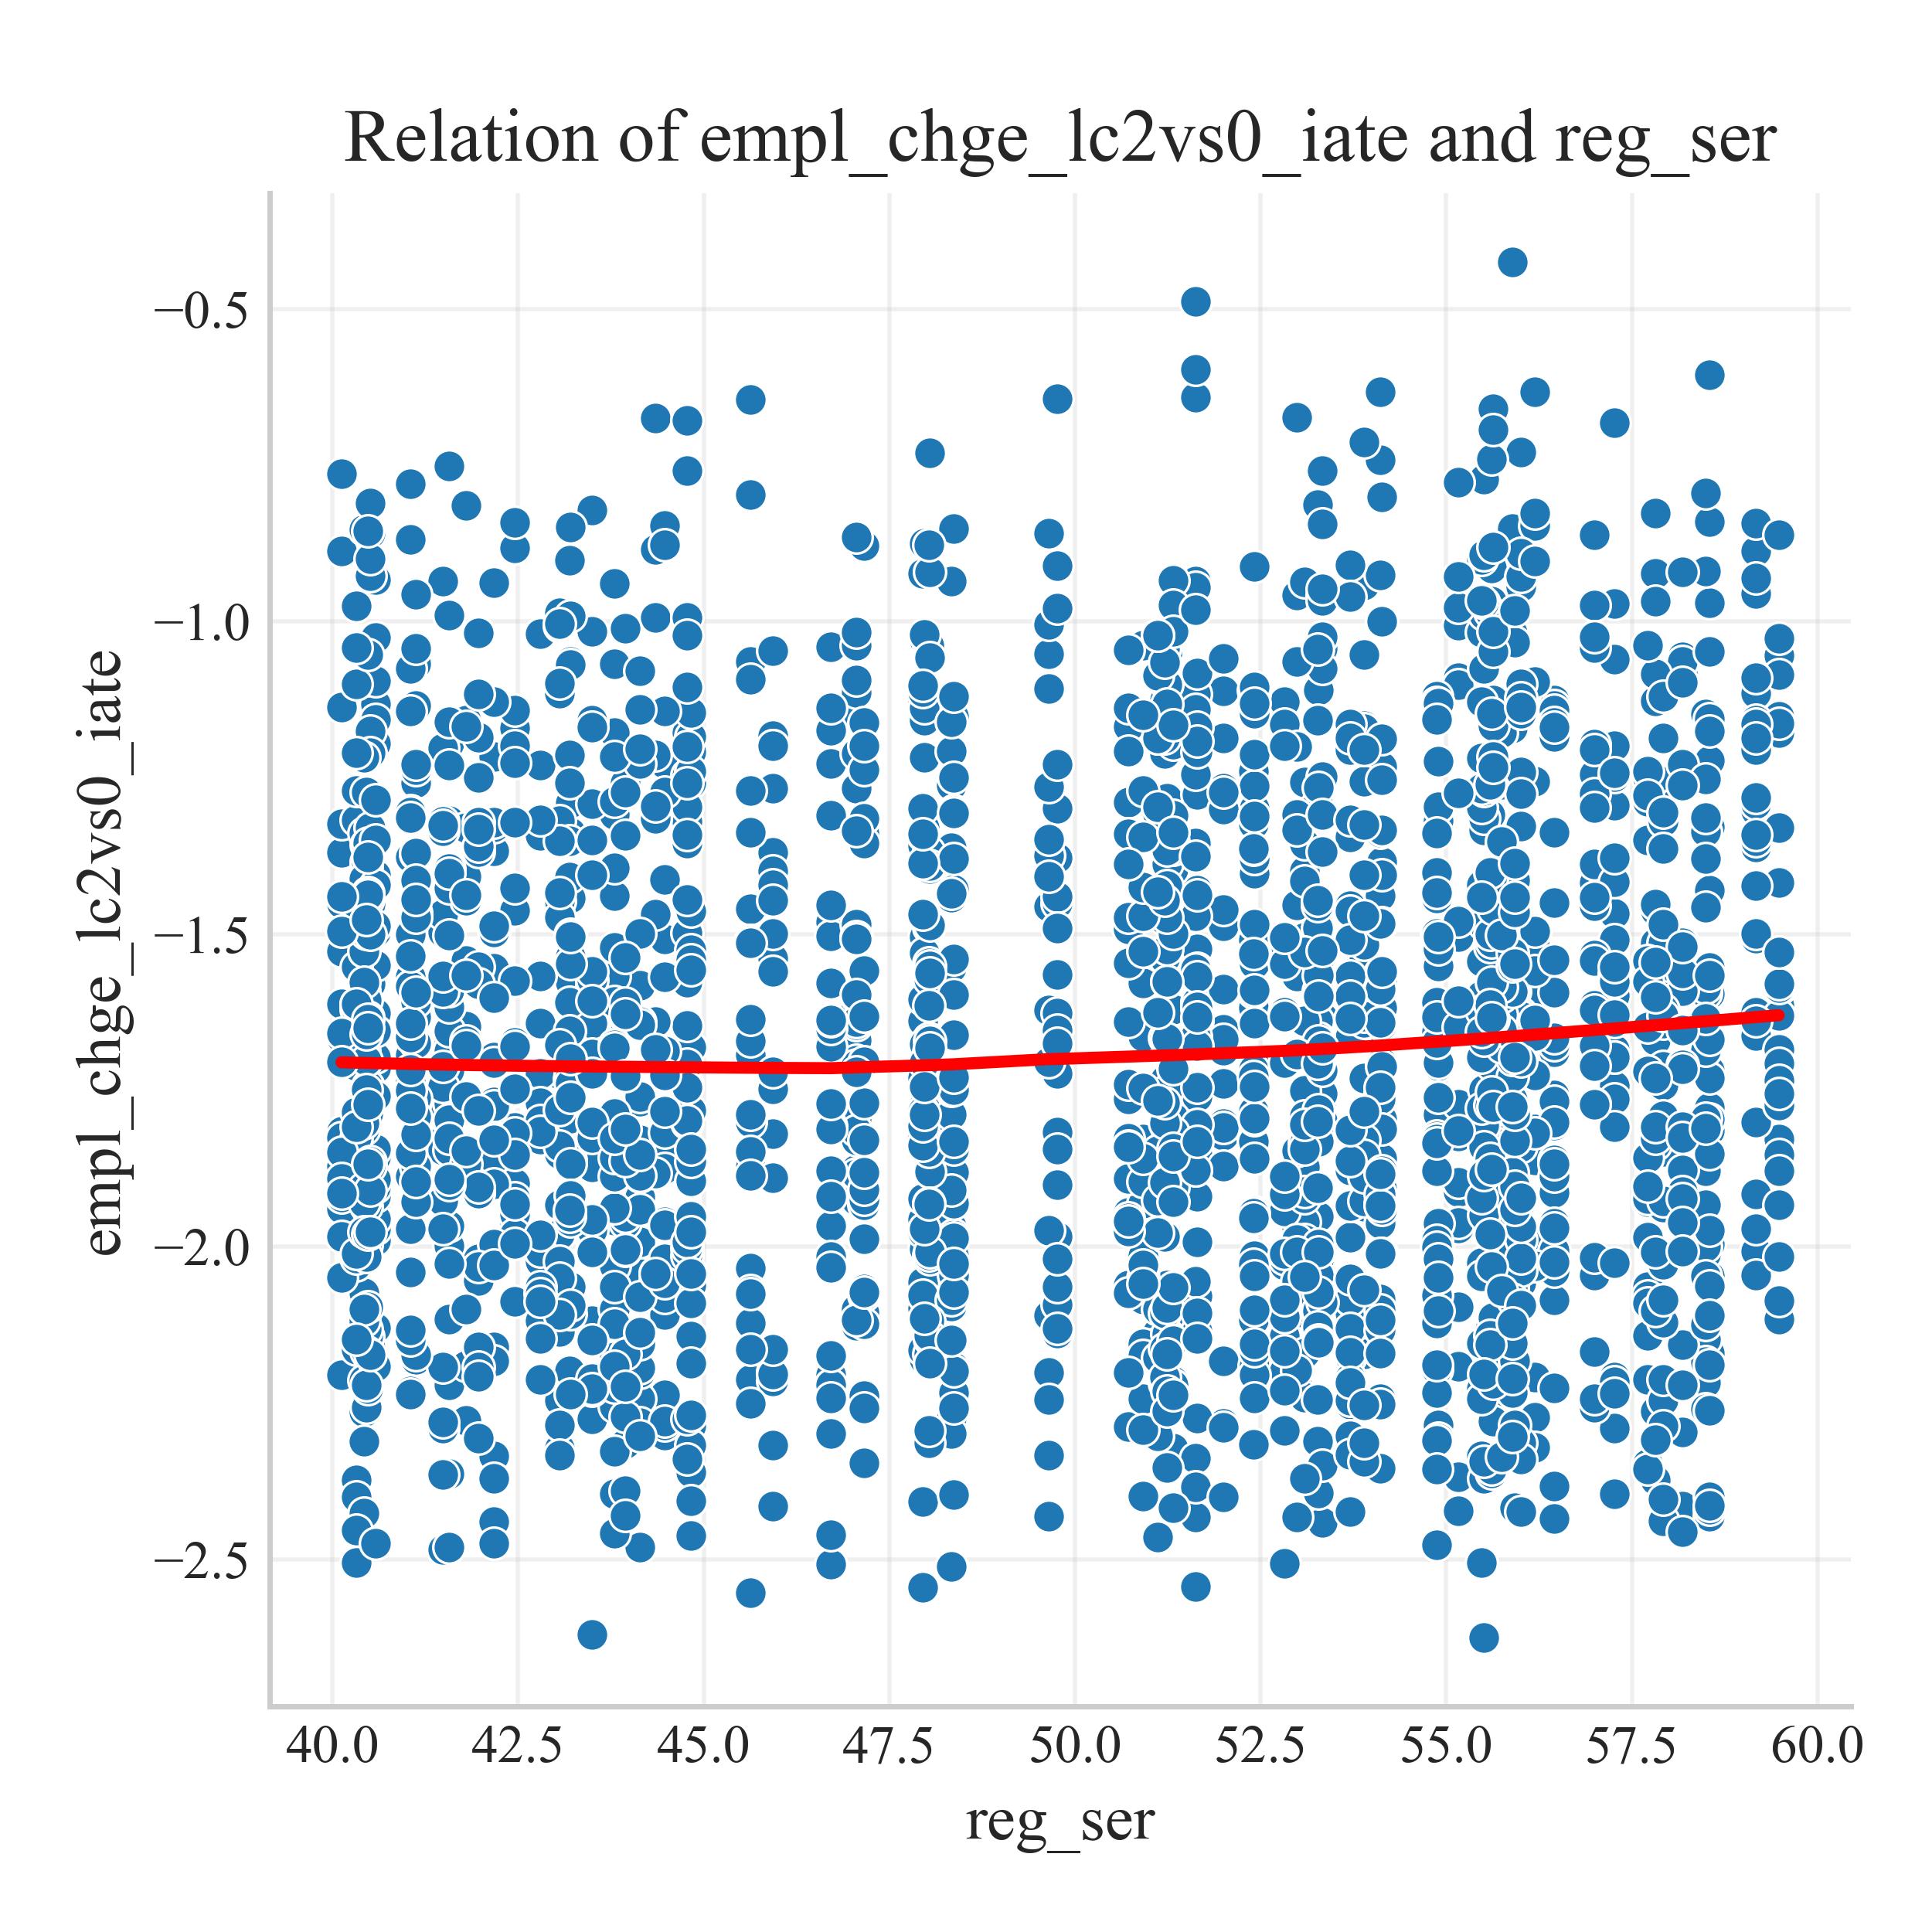 Relation of empl_chge_lc2vs0_iate and reg_ser
empl_chge_lc2vs0_iate
−0.5
−1.0
−1.5
−2.0
−2.5
40.0 42.5 45.0 47.5 50.0 52.5 55.0 57.5 60.0
reg_ser